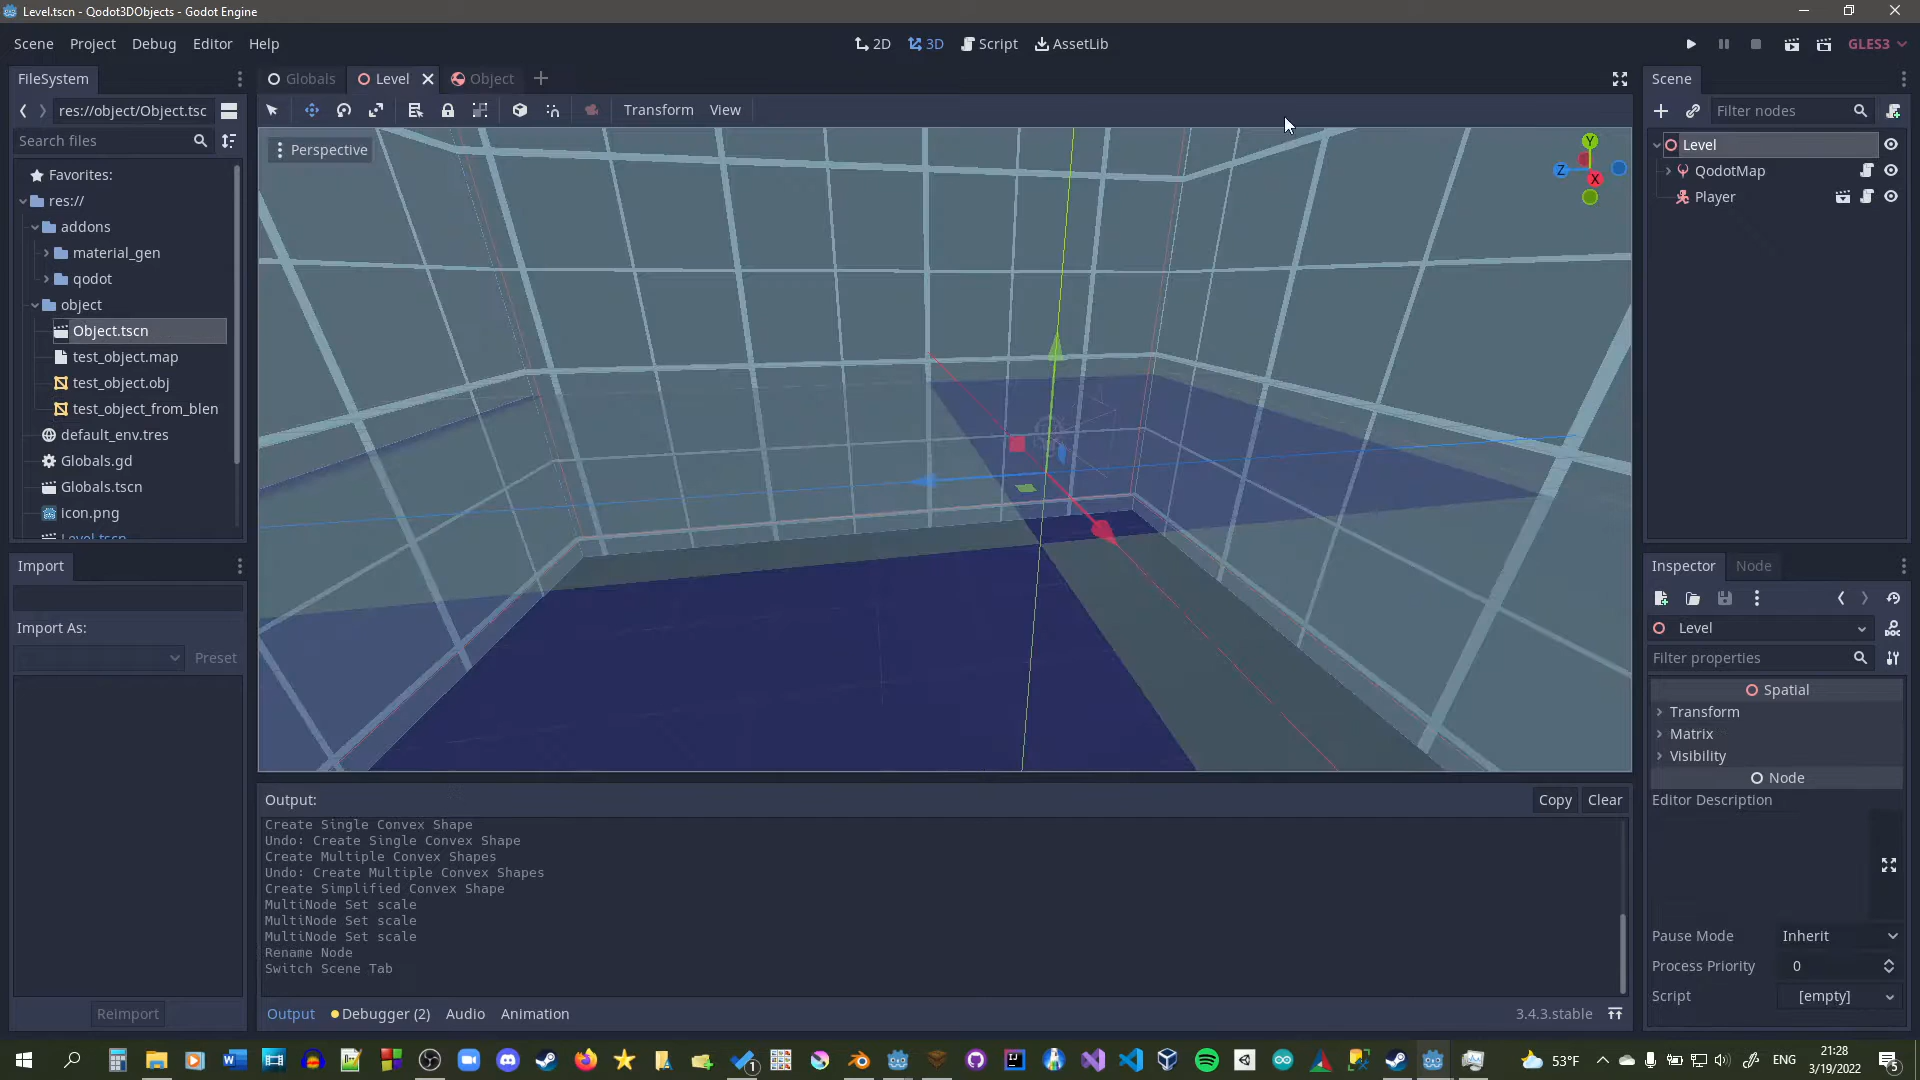 Level.tscn - Qodot3DObjects - Godot Engine
Scene Project Debug Editor Help
2D 3D Script AssetLib
GLES3
FileSystem
res://object/Object.tsc
Search files
Favorites:
res://
addons
material_gen
qodot
object
Object.tscn
test_object.map
test_object.obj
test_object_from_blen
default_env.tres
Globals.gd
Globals.tscn
icon.png
Level.tscn
Import
Import As:
Preset
Reimport
Globals Level Object
Transform View
Perspective
Y
Z
X
Output:
Copy Clear
Create Single Convex Shape
Undo: Create Single Convex Shape
Create Multiple Convex Shapes
Undo: Create Multiple Convex Shapes
Create Simplified Convex Shape
MultiNode Set scale
MultiNode Set scale
MultiNode Set scale
Rename Node
Switch Scene Tab
Output Debugger (2) Audio Animation
3.4.3.stable
Scene
Filter nodes
Level
QodotMap
Player
Inspector Node
Level
Filter properties
Spatial
Transform
Matrix
Visibility
Node
Editor Description
Pause Mode Inherit
Process Priority 0
Script [empty]
1
53°F
ENG
21:28
3/19/2022
5